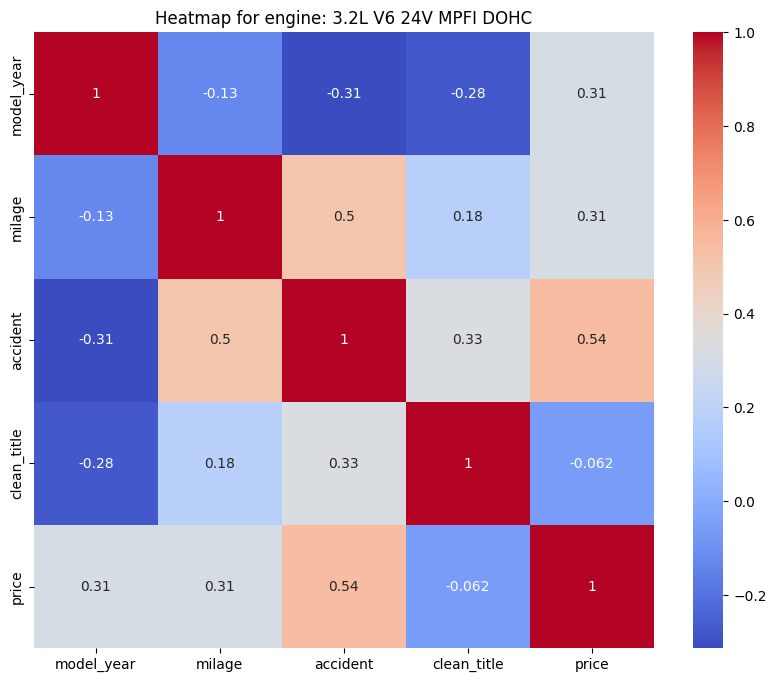 Heatmap for engine: 3.2L V6 24V MPFI DOHC
model_year 1 -0.13 -0.31 -0.28 0.31
milage -0.13 1 0.5 0.18 0.31
accident -0.31 0.5 1 0.33 0.54
clean_title -0.28 0.18 0.33 1 -0.062
price 0.31 0.31 0.54 -0.062 1
model_year milage accident clean_title price
1.0
0.8
0.6
0.4
0.2
0.0
−0.2